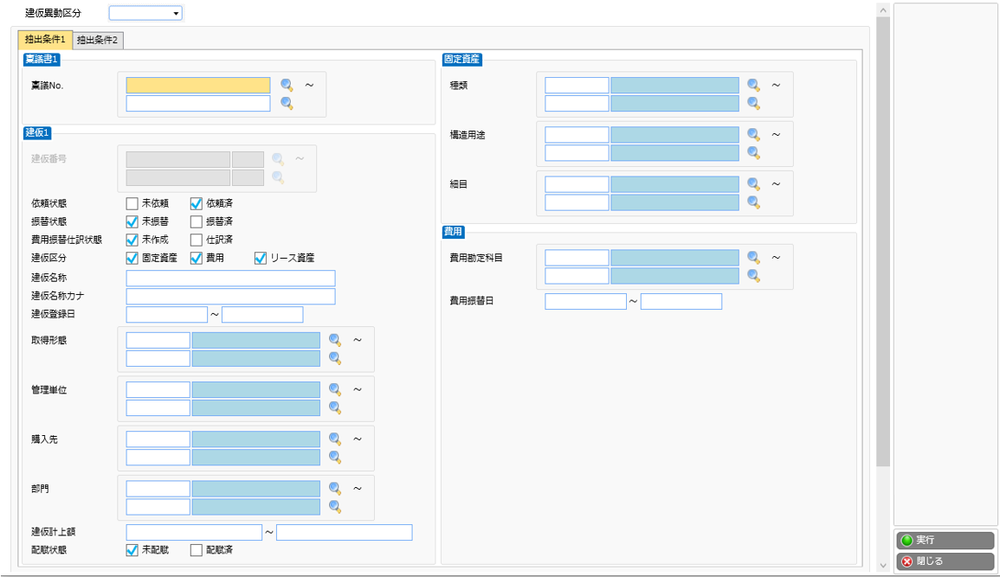 建仮異動区分
抽出条件1 抽出条件2
稟議書1
稟議No. ～
建仮1
建仮番号 ～
依頼状態 未依頼 依頼済
振替状態 未振替 振替済
費用振替仕訳状態 未作成 仕訳済
建仮区分 固定資産 費用 リース資産
建仮名称
建仮名称カナ
建仮登録日 ～
取得形態 ～
管理単位 ～
購入先 ～
部門 ～
建仮計上額 ～
配賦状態 未配賦 配賦済
固定資産
種類 ～
構造用途 ～
細目 ～
費用
費用勘定科目 ～
費用振替日 ～
実行
閉じる